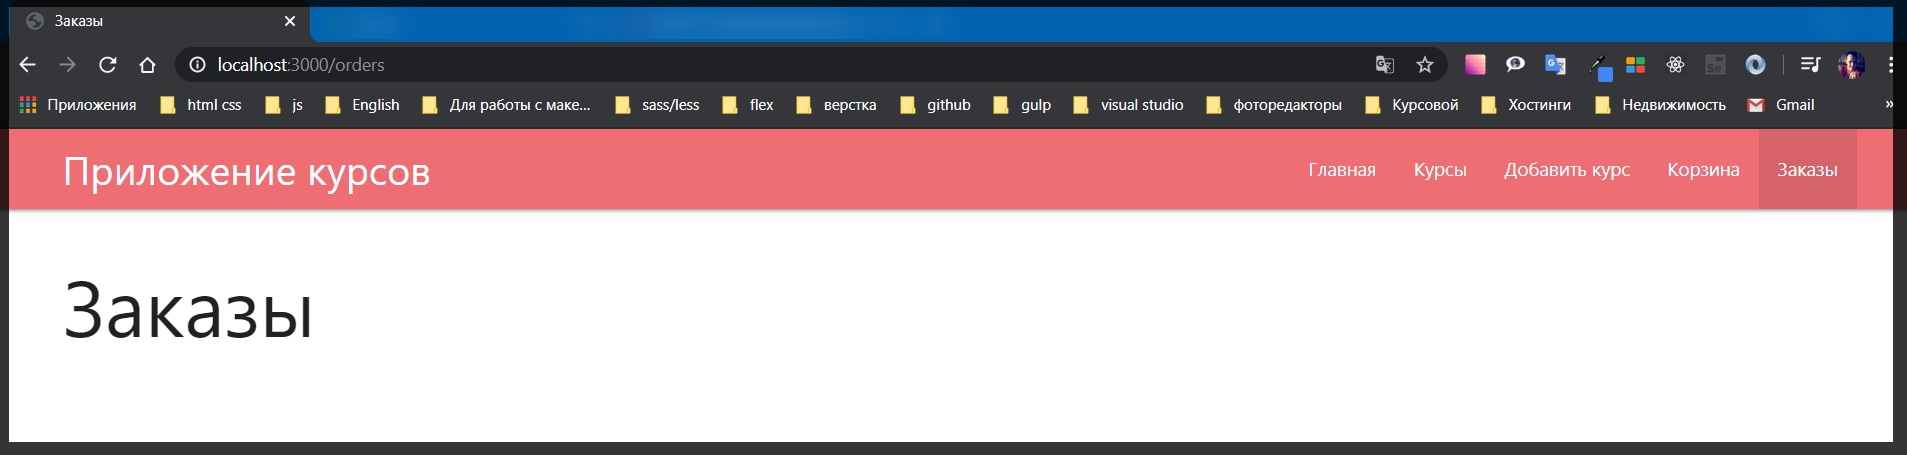 Заказы
localhost:3000/orders
Приложения html css js English Для работы с маке... sass/less flex верстка github gulp visual studio фоторедакторы Курсовой Хостинги Недвижимость Gmail »
Приложение курсов Главная Курсы Добавить курс Корзина Заказы
Заказы